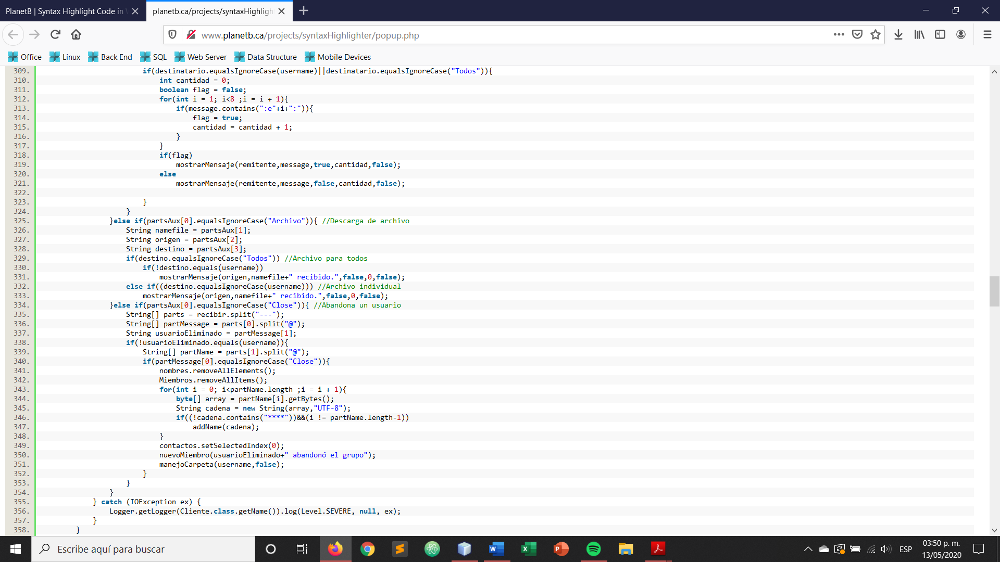 PlanetB | Syntax Highlight Code in
planetb.ca/projects/syntaxHighligh
www.planetb.ca/projects/syntaxHighlighter/popup.php
Office Linux Back End SQL Web Server Data Structure Mobile Devices
309. if(destinatario.equalsIgnoreCase(username)||destinatario.equalsIgnoreCase("Todos")){
310. int cantidad = 0;
311. boolean flag = false;
312. for(int i = 1; i<8 ;i = i + 1){
313. if(message.contains(":e"+i+":")){
314. flag = true;
315. cantidad = cantidad + 1;
316. }
317. }
318. if(flag)
319. mostrarMensaje(remitente,message,true,cantidad,false);
320. else
321. mostrarMensaje(remitente,message,false,cantidad,false);
322.
323. }
324. }
325. }else if(partsAux[0].equalsIgnoreCase("Archivo")){ //Descarga de archivo
326. String namefile = partsAux[1];
327. String origen = partsAux[2];
328. String destino = partsAux[3];
329. if(destino.equalsIgnoreCase("Todos")) //Archivo para todos
330. if(!destino.equals(username))
331. mostrarMensaje(origen,namefile+" recibido.",false,0,false);
332. else if((destino.equalsIgnoreCase(username))) //Archivo individual
333. mostrarMensaje(origen,namefile+" recibido.",false,0,false);
334. }else if(partsAux[0].equalsIgnoreCase("Close")){ //Abandona un usuario
335. String[] parts = recibir.split("---");
336. String[] partMessage = parts[0].split("@");
337. String usuarioEliminado = partMessage[1];
338. if(!usuarioEliminado.equals(username)){
339. String[] partName = parts[1].split("@");
340. if(partMessage[0].equalsIgnoreCase("Close")){
341. nombres.removeAllElements();
342. Miembros.removeAllItems();
343. for(int i = 0; i<partName.length ;i = i + 1){
344. byte[] array = partName[i].getBytes();
345. String cadena = new String(array,"UTF-8");
346. if((!cadena.contains("****"))&&(i != partName.length-1))
347. addName(cadena);
348. }
349. contactos.setSelectedIndex(0);
350. nuevoMiembro(usuarioEliminado+" abandonó el grupo");
351. manejoCarpeta(username,false);
352. }
353. }
354. }
355. } catch (IOException ex) {
356. Logger.getLogger(Cliente.class.getName()).log(Level.SEVERE, null, ex);
357. }
358. }
Escribe aquí para buscar
ESP
03:50 p. m.
13/05/2020